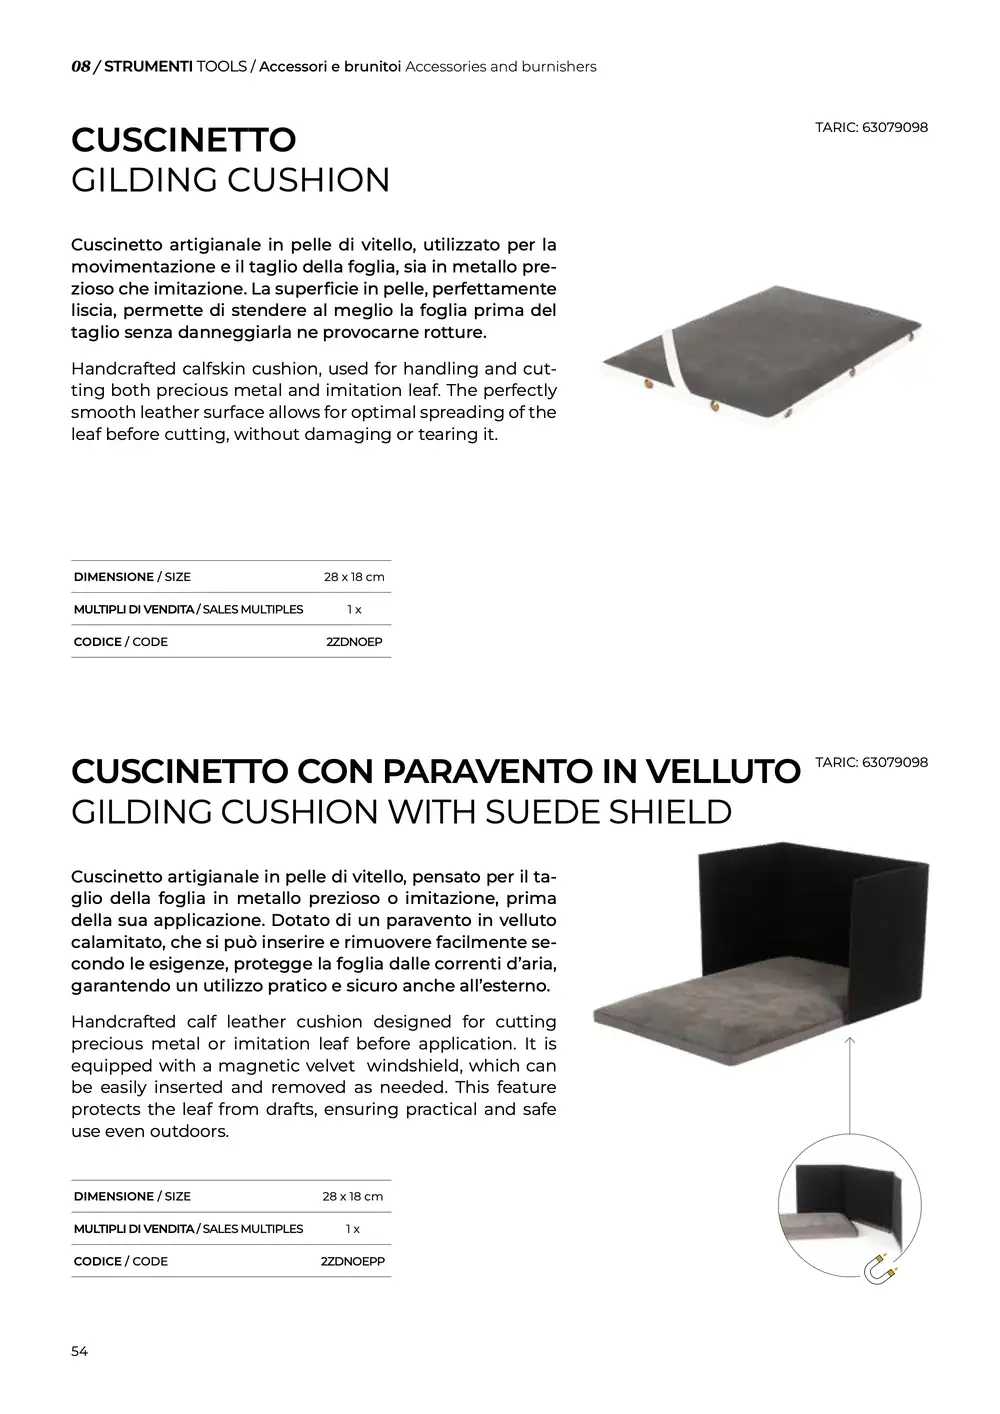 08 / STRUMENTI TOOLS / Accessori e brunitoi Accessories and burnishers
CUSCINETTO
GILDING CUSHION
TARIC: 63079098
Cuscinetto artigianale in pelle di vitello, utilizzato per la
movimentazione e il taglio della foglia, sia in metallo pre-
zioso che imitazione. La superficie in pelle, perfettamente
liscia, permette di stendere al meglio la foglia prima del
taglio senza danneggiarla ne provocarne rotture.
Handcrafted calfskin cushion, used for handling and cut-
ting both precious metal and imitation leaf. The perfectly
smooth leather surface allows for optimal spreading of the
leaf before cutting, without damaging or tearing it.
DIMENSIONE / SIZE 28 x 18 cm
MULTIPLI DI VENDITA / SALES MULTIPLES 1 x
CODICE / CODE 2ZDNOEP
CUSCINETTO CON PARAVENTO IN VELLUTO
GILDING CUSHION WITH SUEDE SHIELD
TARIC: 63079098
Cuscinetto artigianale in pelle di vitello, pensato per il ta-
glio della foglia in metallo prezioso o imitazione, prima
della sua applicazione. Dotato di un paravento in velluto
calamitato, che si può inserire e rimuovere facilmente se-
condo le esigenze, protegge la foglia dalle correnti d'aria,
garantendo un utilizzo pratico e sicuro anche all'esterno.
Handcrafted calf leather cushion designed for cutting
precious metal or imitation leaf before application. It is
equipped with a magnetic velvet windshield, which can
be easily inserted and removed as needed. This feature
protects the leaf from drafts, ensuring practical and safe
use even outdoors.
DIMENSIONE / SIZE 28 x 18 cm
MULTIPLI DI VENDITA / SALES MULTIPLES 1 x
CODICE / CODE 2ZDNOEPP
54